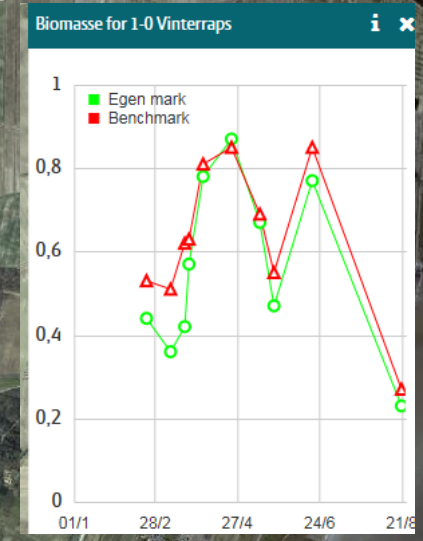 Biomasse for 1-0 Vinterraps
1
Egen mark
Benchmark
0,8
0,6
0,4
0,2
0
01/1 28/2 27/4 24/6 21/8